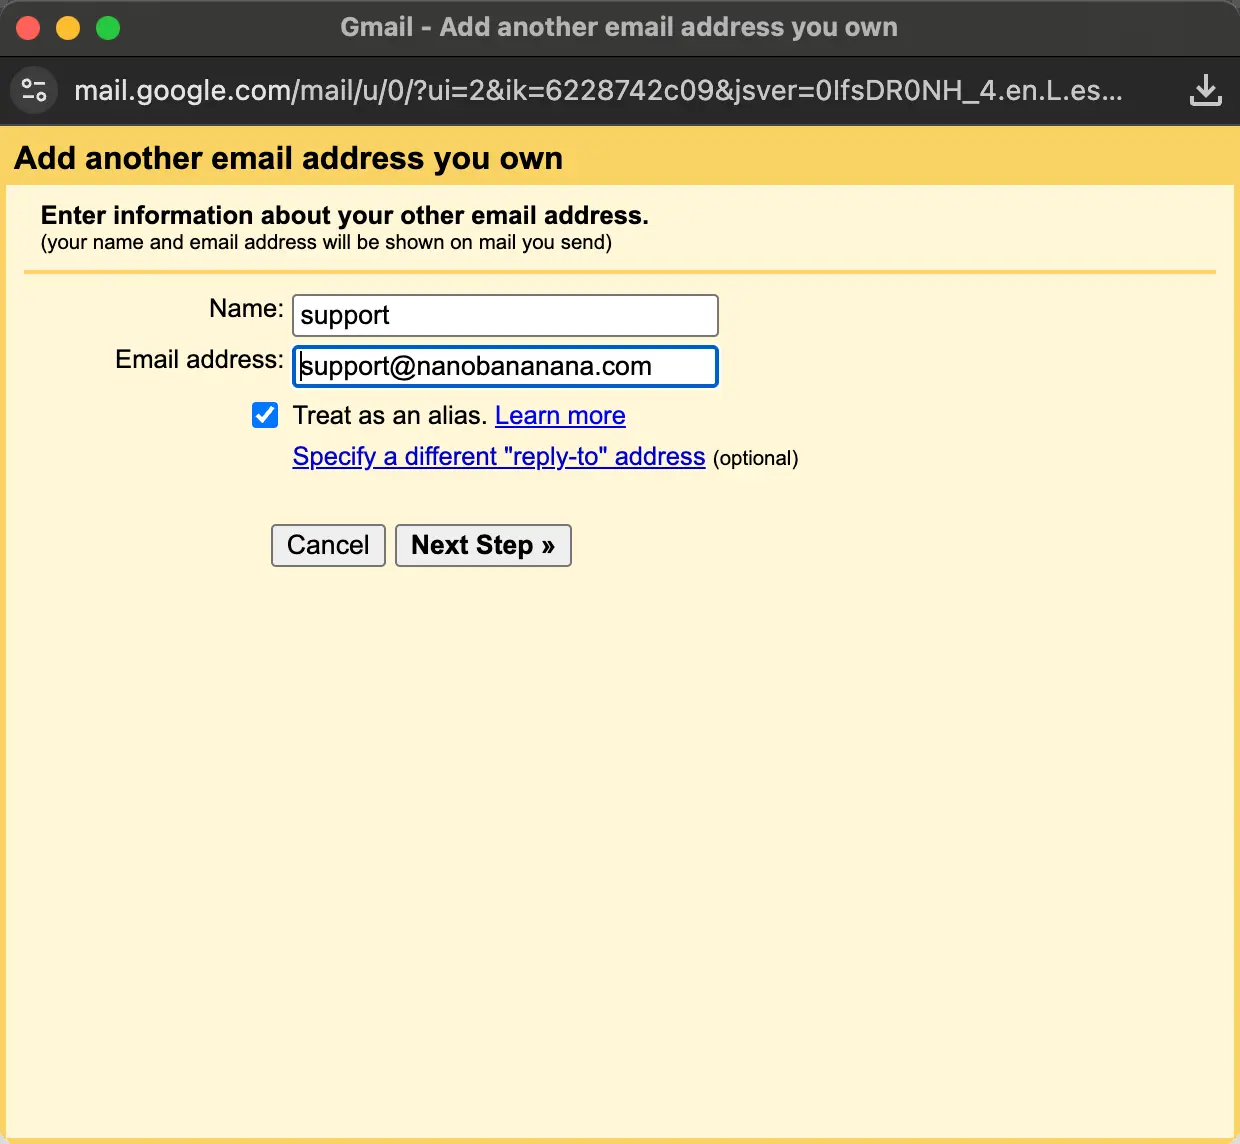 Gmail - Add another email address you own
mail.google.com/mail/u/0/?ui=2&ik=6228742c09&jsver=0IfsDR0NH_4.en.L.es...
Add another email address you own
Enter information about your other email address.
(your name and email address will be shown on mail you send)
Name: support
Email address: support@nanobananana.com
Treat as an alias. Learn more
Specify a different "reply-to" address (optional)
Cancel Next Step »